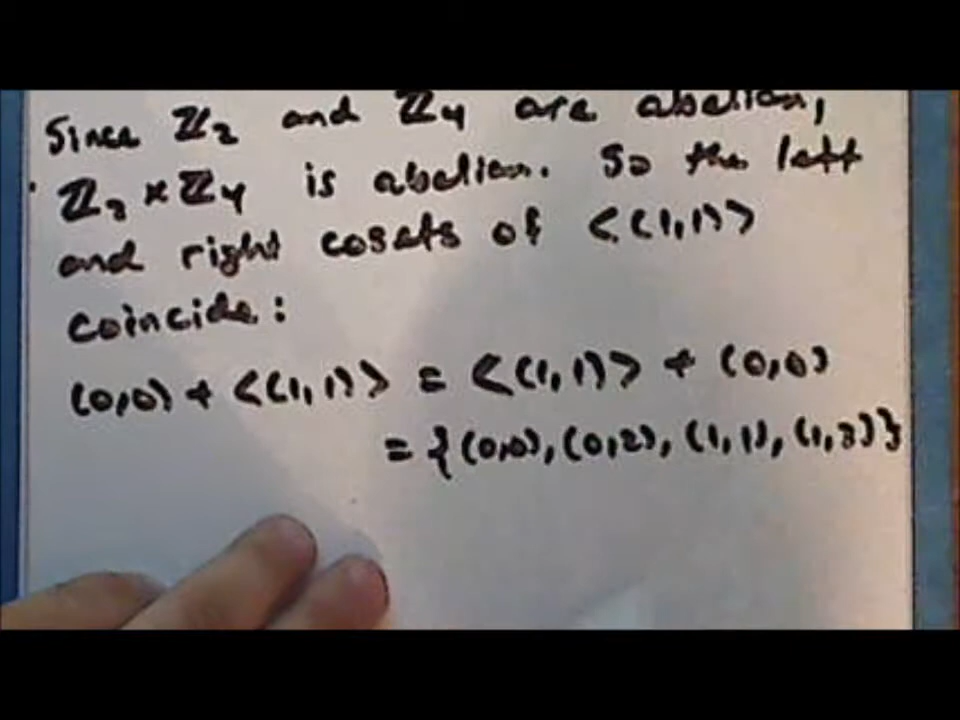 Since ℤ₂ and ℤ₄ are abelian,
ℤ₂ × ℤ₄ is abelian. So the left
and right cosets of <(1,1)>
coincide:
(0,0) + <(1,1)> = <(1,1)> + (0,0)
= {(0,0), (0,2), (1,1), (1,3)}